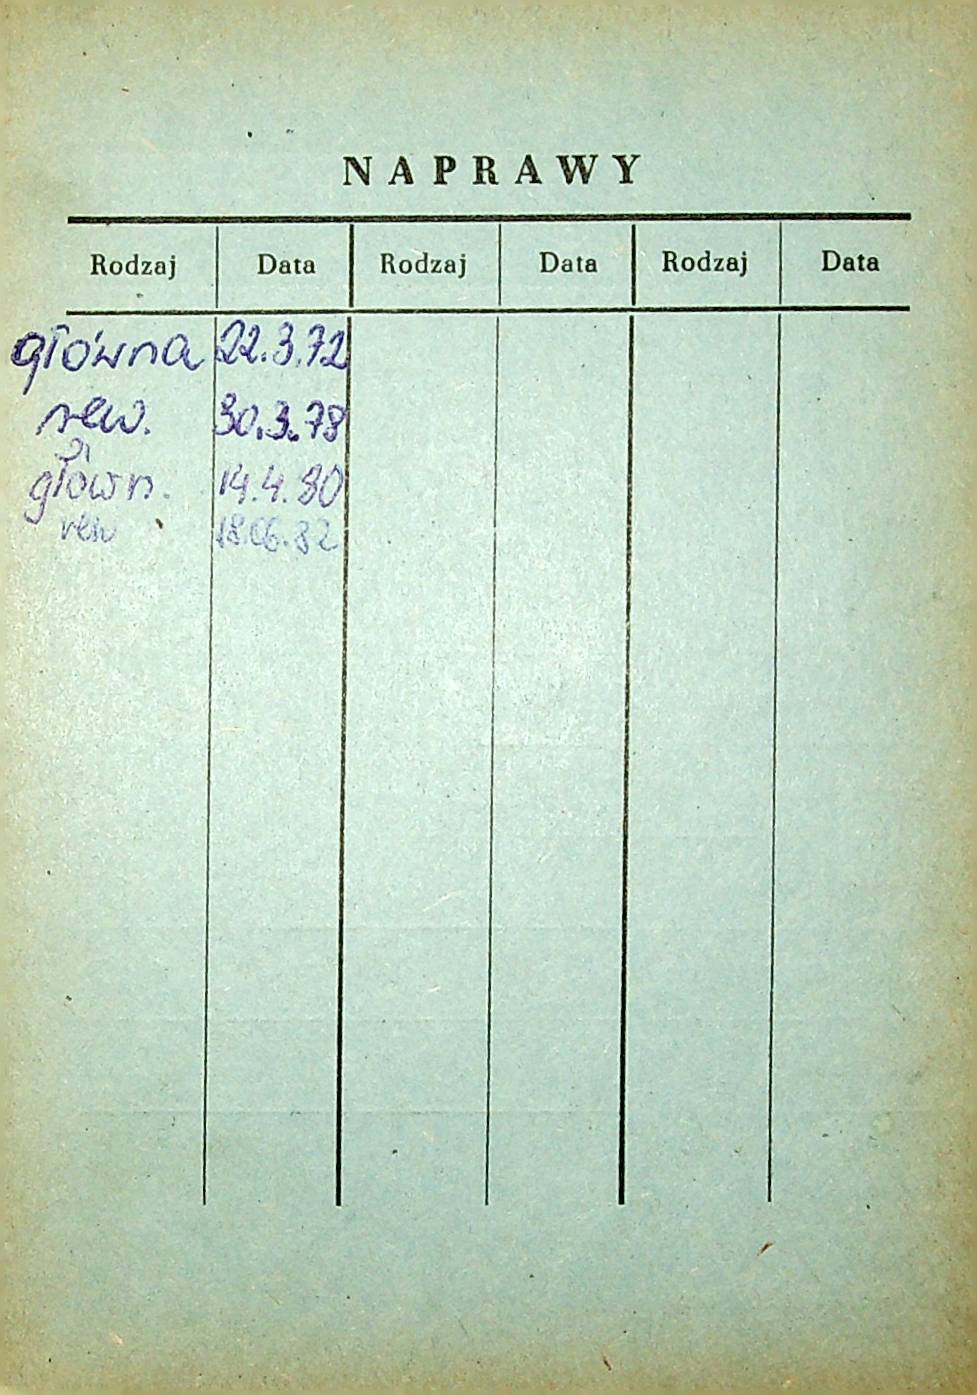 NAPRAWY
Rodzaj Data Rodzaj Data Rodzaj Data
główna 22.3.72
rew. 30.3.78
główn. 14.4.80
rew 18.06.82